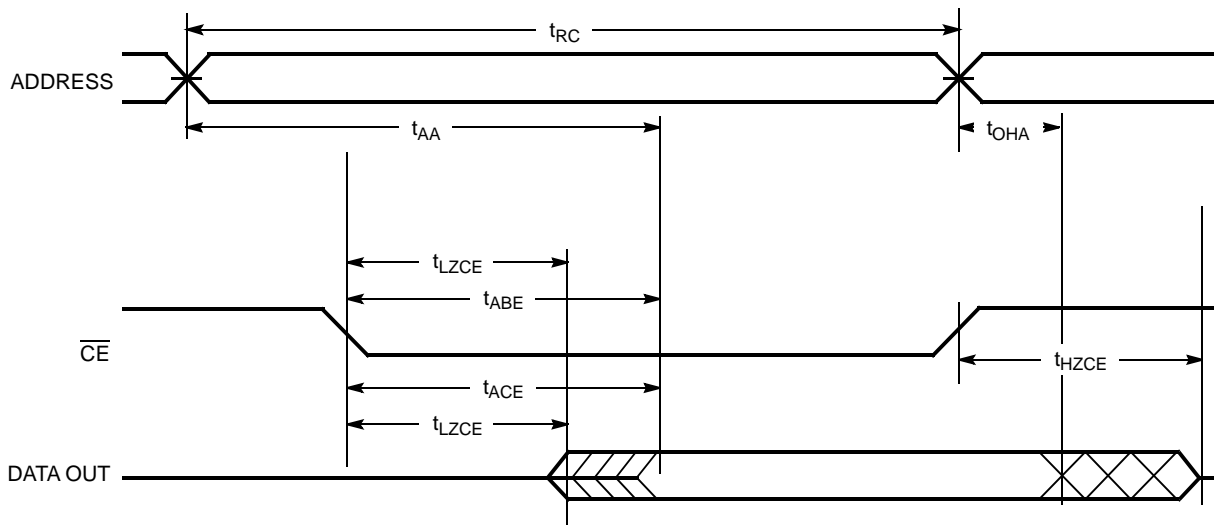 tRC
ADDRESS
tAA
tOHA
tLZCE
tABE
CE
tHZCE
tACE
tLZCE
DATA OUT